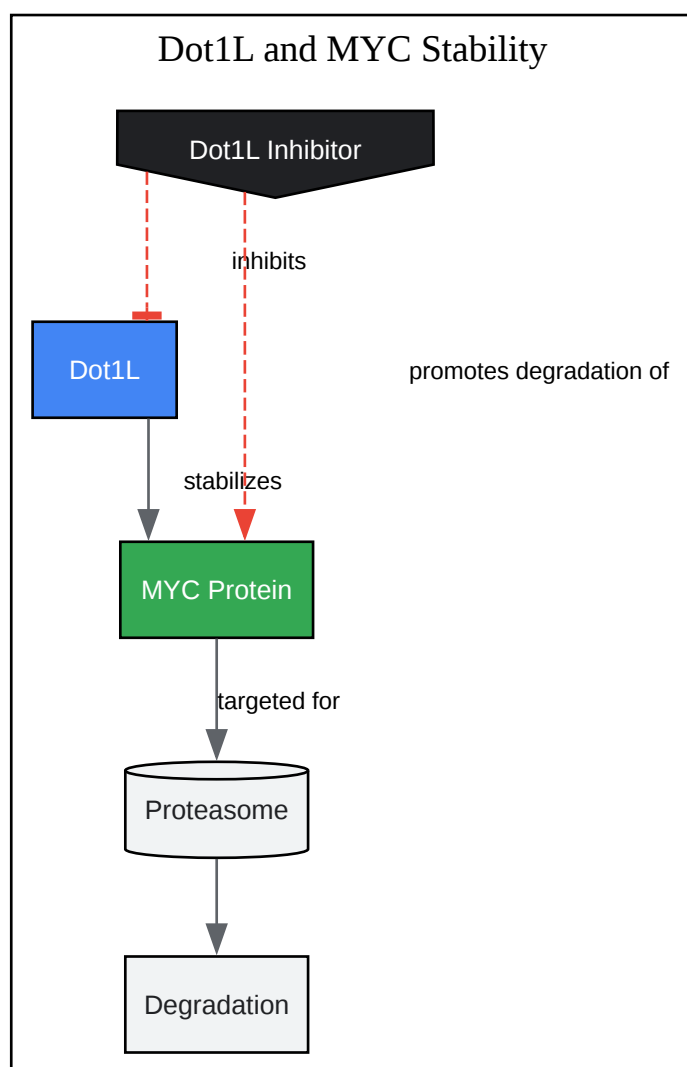 Dot1L and MYC Stability
Dot1L Inhibitor
inhibits
Dot1L
promotes degradation of
stabilizes
MYC Protein
targeted for
Proteasome
Degradation